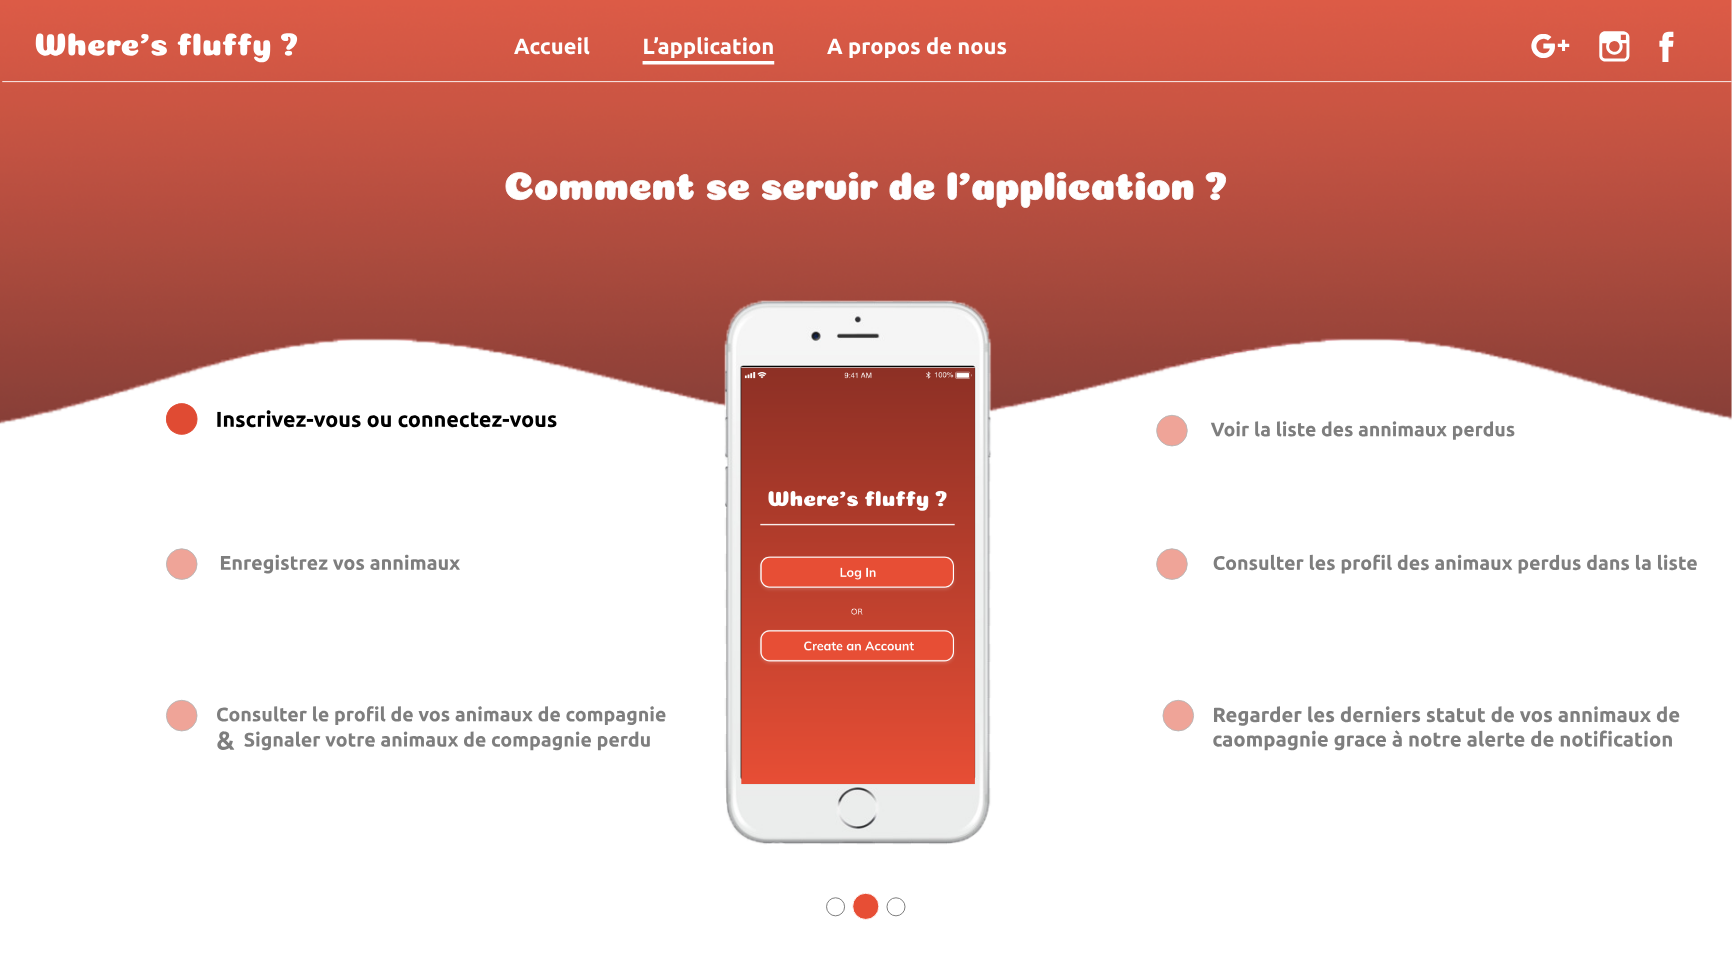 Where's fluffy ?
Accueil
L'application
A propos de nous
G+
Comment se servir de l'application ?
Inscrivez-vous ou connectez-vous
Enregistrez vos annimaux
Consulter le profil de vos animaux de compagnie
& Signaler votre animaux de compagnie perdu
9:41 AM
100%
Where's fluffy ?
Log In
OR
Create an Account
Voir la liste des annimaux perdus
Consulter les profil des animaux perdus dans la liste
Regarder les derniers statut de vos annimaux de
caompagnie grace à notre alerte de notification